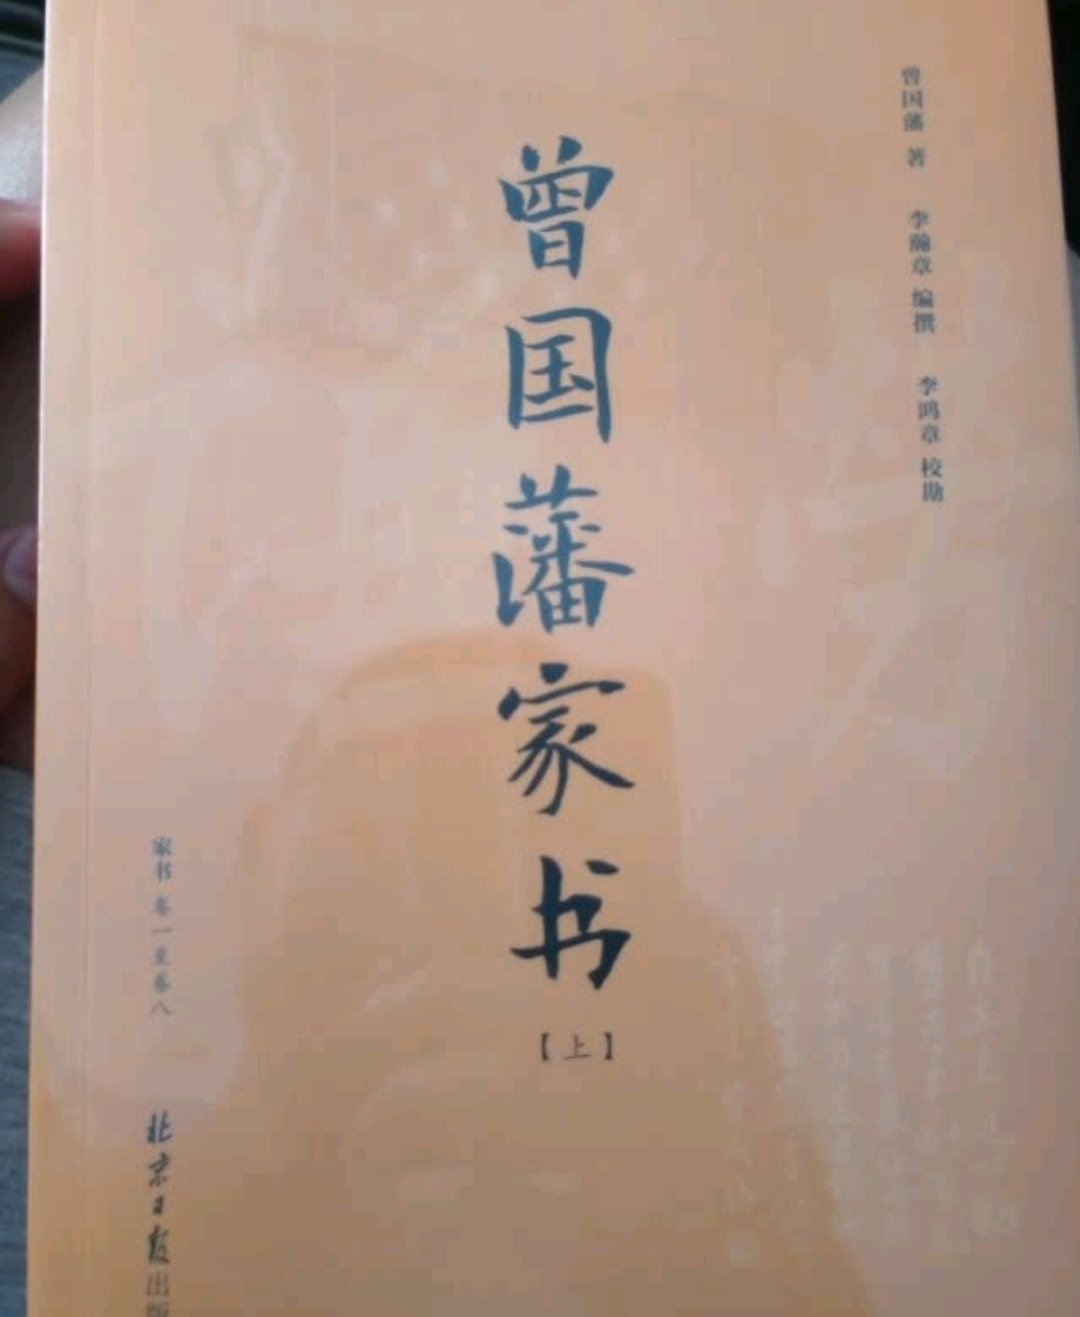 曾国藩 著 李瀚章 编撰 李鸿章 校勘
曾国藩家书
【上】
家书 卷一至卷八
北京日报出版